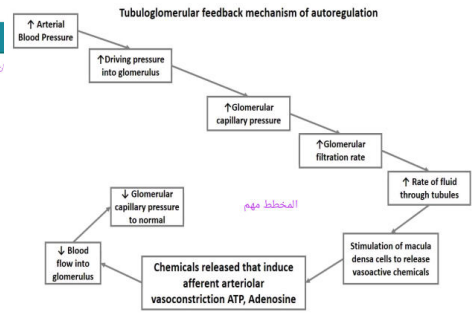 Tubuloglomerular feedback mechanism of autoregulation
↑ Arterial
Blood Pressure
↑Driving pressure
into glomerulus
↑Glomerular
capillary pressure
↑Glomerular
filtration rate
↑ Rate of fluid
through tubules
Stimulation of macula
densa cells to release
vasoactive chemicals
Chemicals released that induce
afferent arteriolar
vasoconstriction ATP, Adenosine
↓ Blood
flow into
glomerulus
↓ Glomerular
capillary pressure
to normal
المخطط مهم